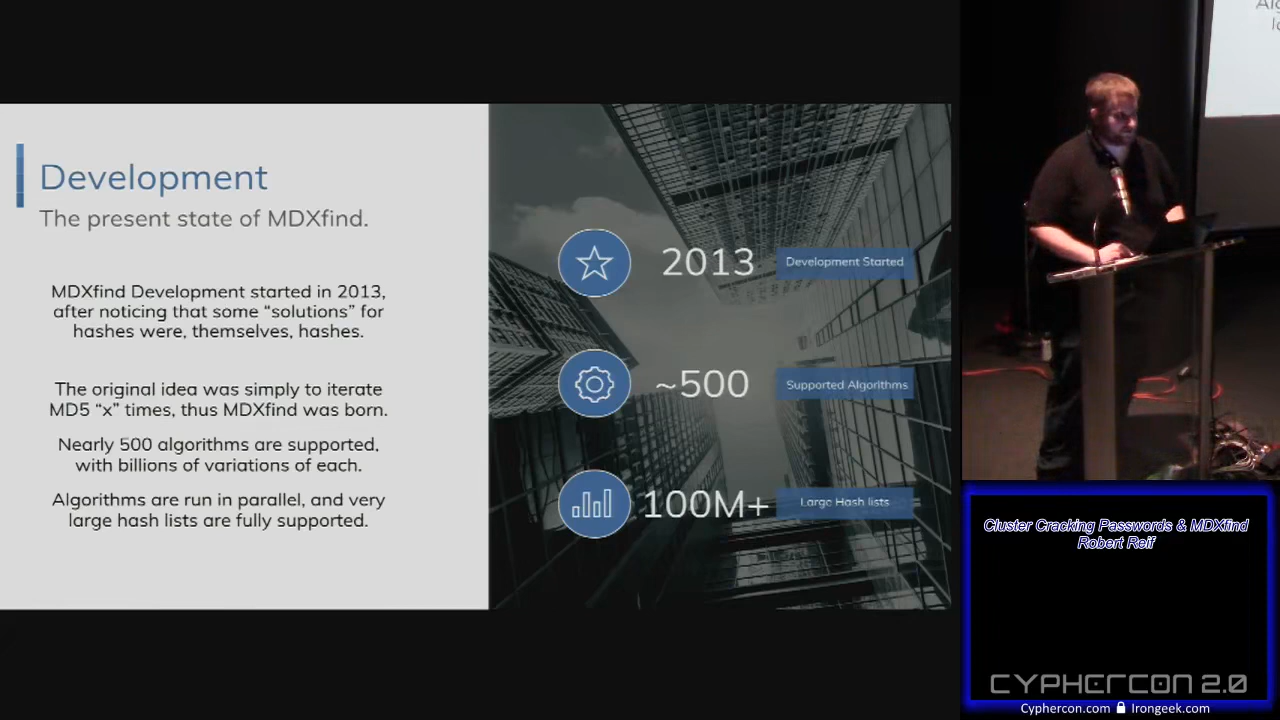 Development
The present state of MDXfind.
MDXfind Development started in 2013,
after noticing that some “solutions” for
hashes were, themselves, hashes.
The original idea was simply to iterate
MD5 “x” times, thus MDXfind was born.
Nearly 500 algorithms are supported,
with billions of variations of each.
Algorithms are run in parallel, and very
large hash lists are fully supported.
2013
Development Started
~500
Supported Algorithms
100M+
Large Hash lists
Cluster Cracking Passwords & MDXfind
Robert Reif
CYPHERCON 2.0
Cyphercon.com
Irongeek.com